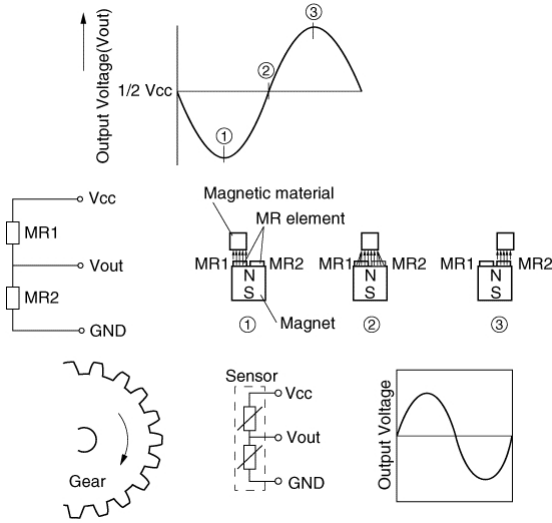 Output Voltage(Vout)
1/2 Vcc
①
②
③
Vcc
MR1
Vout
MR2
GND
Magnetic material
MR element
MR1
MR2
N
S
①
Magnet
MR1
MR2
N
S
②
MR1
MR2
N
S
③
Gear
Sensor
Vcc
Vout
GND
Output Voltage